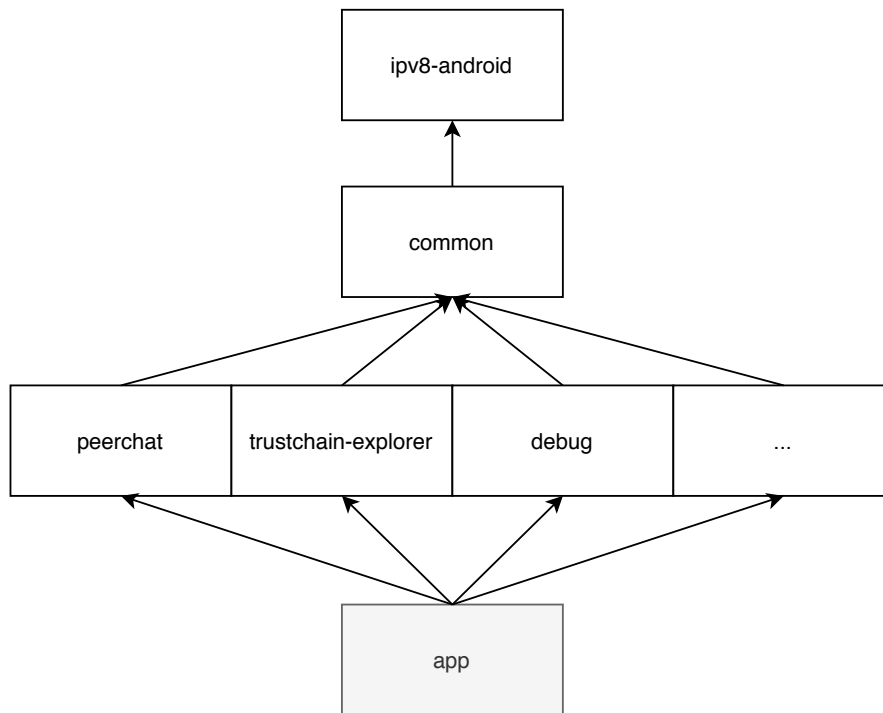 ipv8-android
common
peerchat
trustchain-explorer
debug
...
app